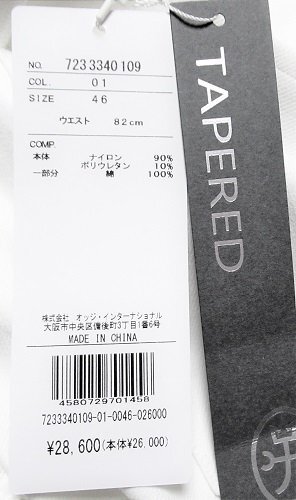 NO. 7233340109
COL. 01
SIZE 46
ウエスト 82cm
COMP.
本体 ナイロン 90%
ポリウレタン 10%
一部分 綿 100%
株式会社 オッジ・インターナショナル
大阪市中央区備後町3丁目1番6号
MADE IN CHINA
4580729701458
7233340109-01-0046-026000
¥28,600(本体¥26,000)
TAPERED